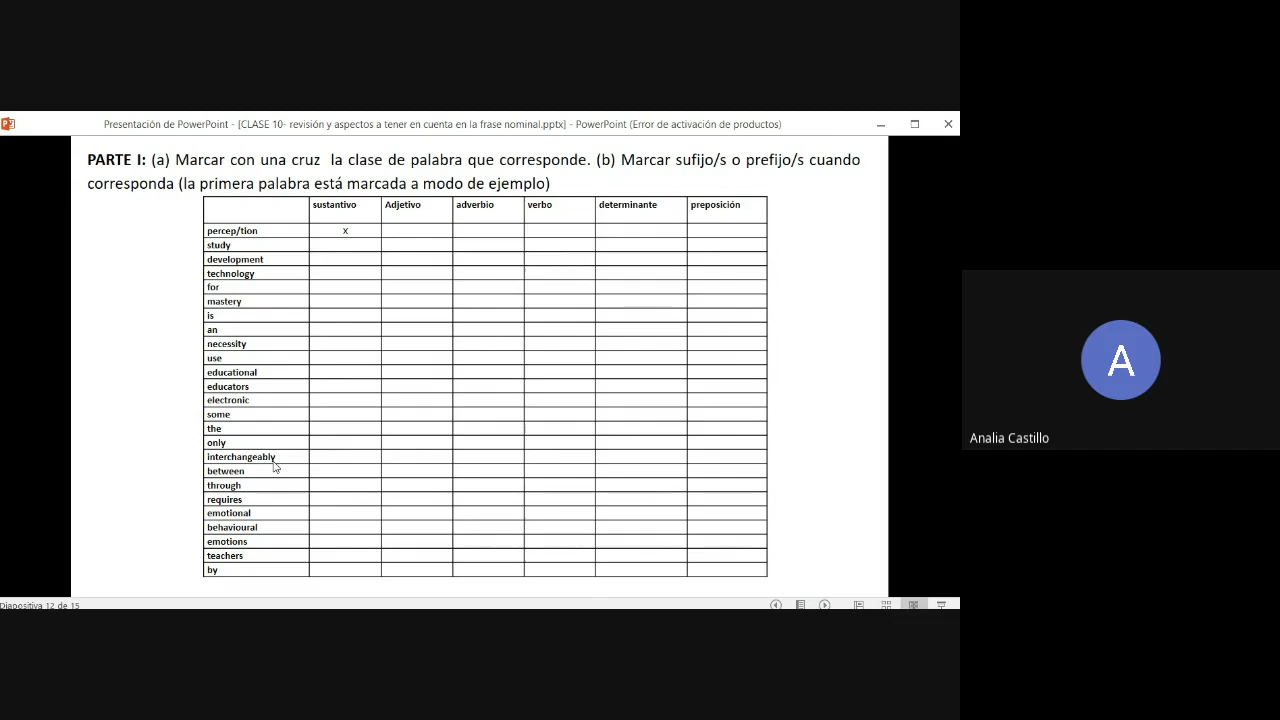 Presentación de PowerPoint - [CLASE 10- revisión y aspectos a tener en cuenta en la frase nominal.pptx] - PowerPoint (Error de activación de productos)
PARTE I: (a) Marcar con una cruz la clase de palabra que corresponde. (b) Marcar sufijo/s o prefijo/s cuando
corresponda (la primera palabra está marcada a modo de ejemplo)
sustantivo Adjetivo adverbio verbo determinante preposición
percep/tion x
study
development
technology
for
mastery
is
an
necessity
use
educational
educators
electronic
some
the
only
interchangeably
between
through
requires
emotional
behavioural
emotions
teachers
by
Diapositiva 12 de 15
A
Analia Castillo